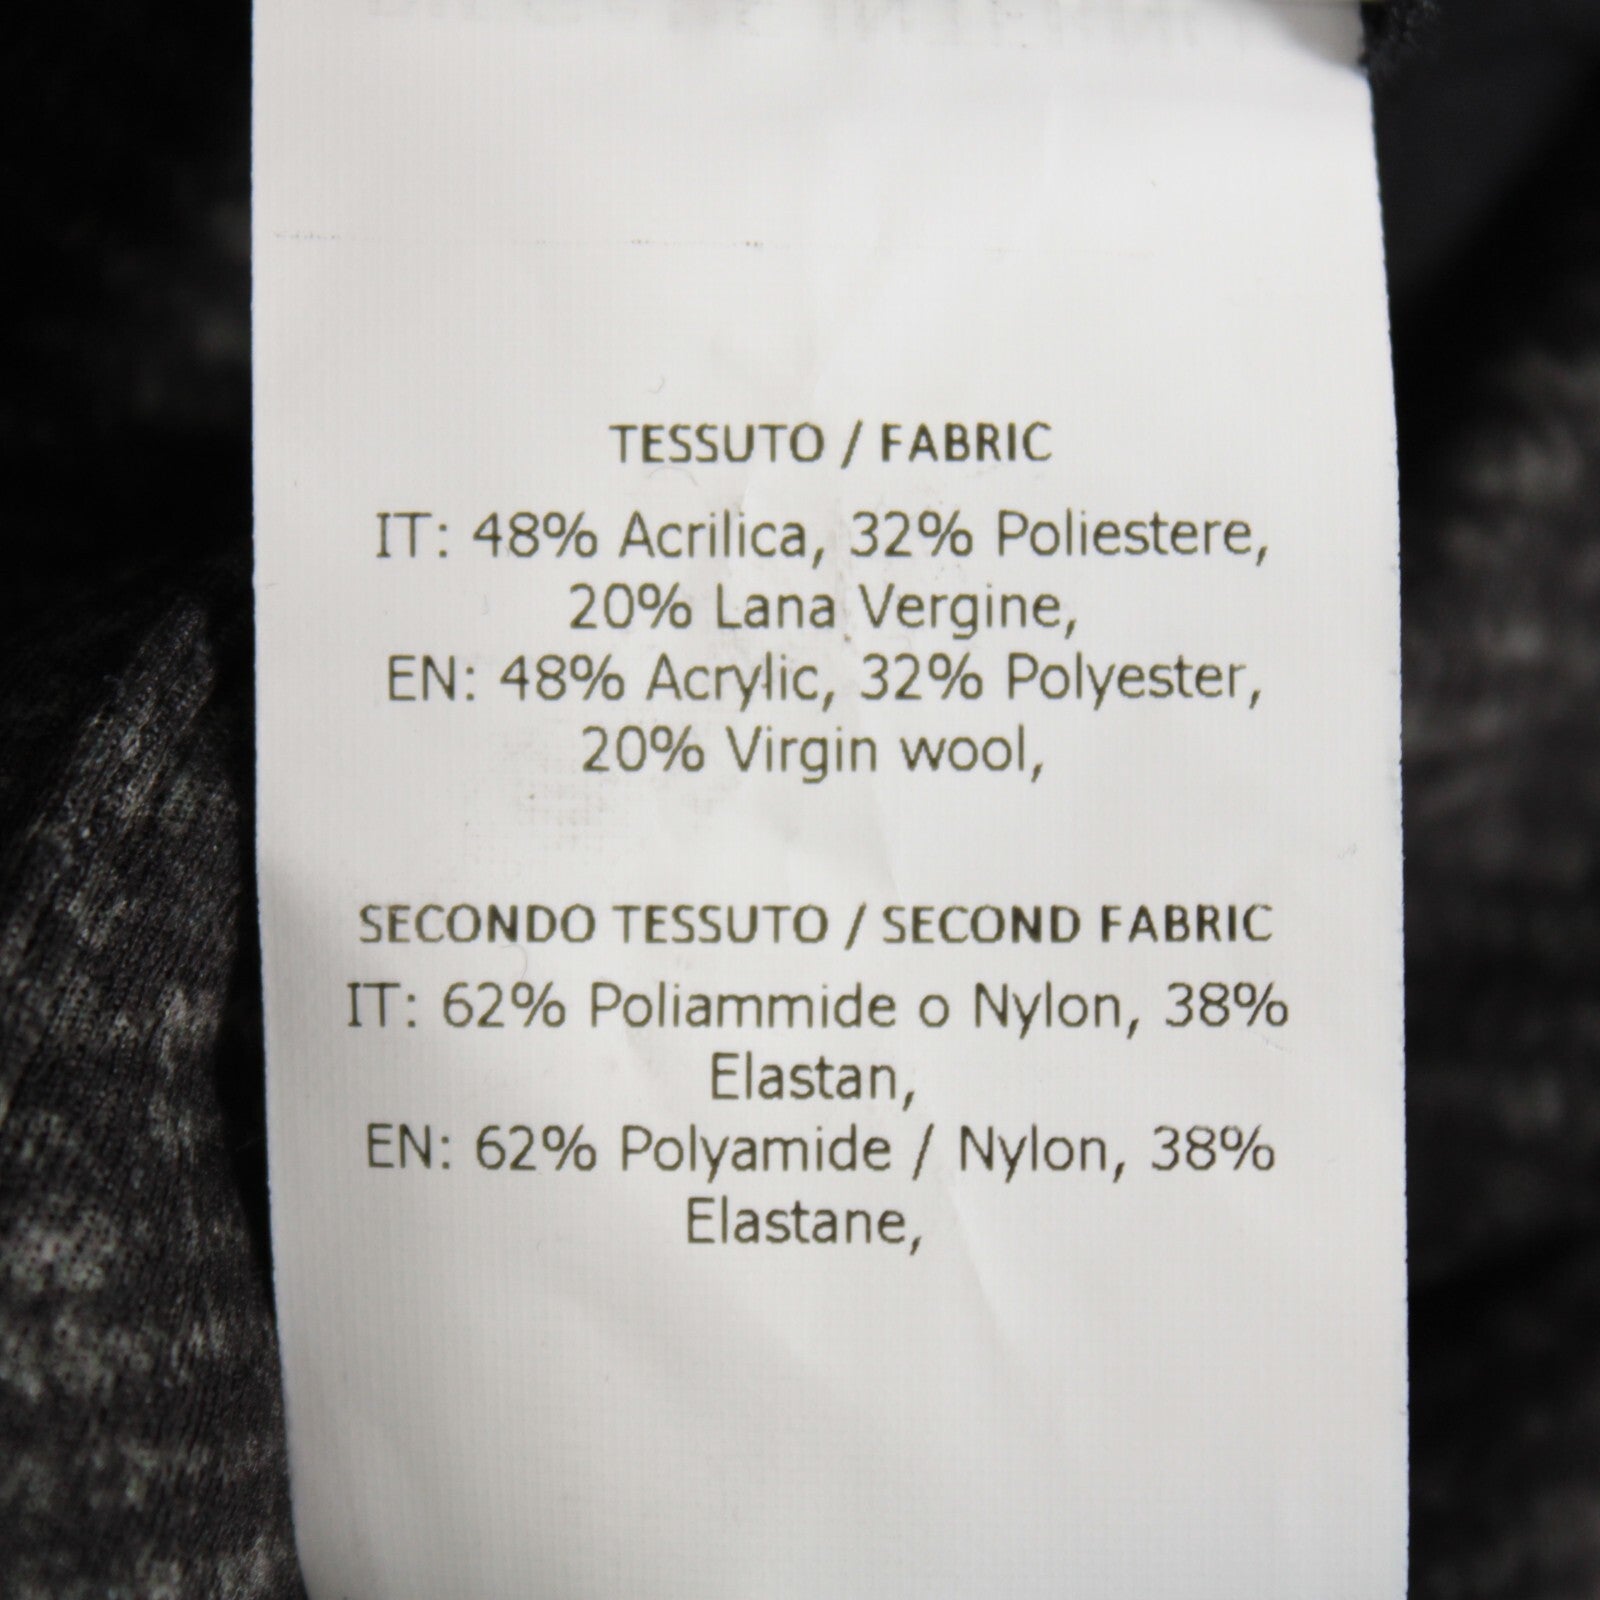 TESSUTO / FABRIC
IT: 48% Acrilica, 32% Poliestere,
20% Lana Vergine,
EN: 48% Acrylic, 32% Polyester,
20% Virgin wool,
SECONDO TESSUTO / SECOND FABRIC
IT: 62% Poliammide o Nylon, 38%
Elastan,
EN: 62% Polyamide / Nylon, 38%
Elastane,